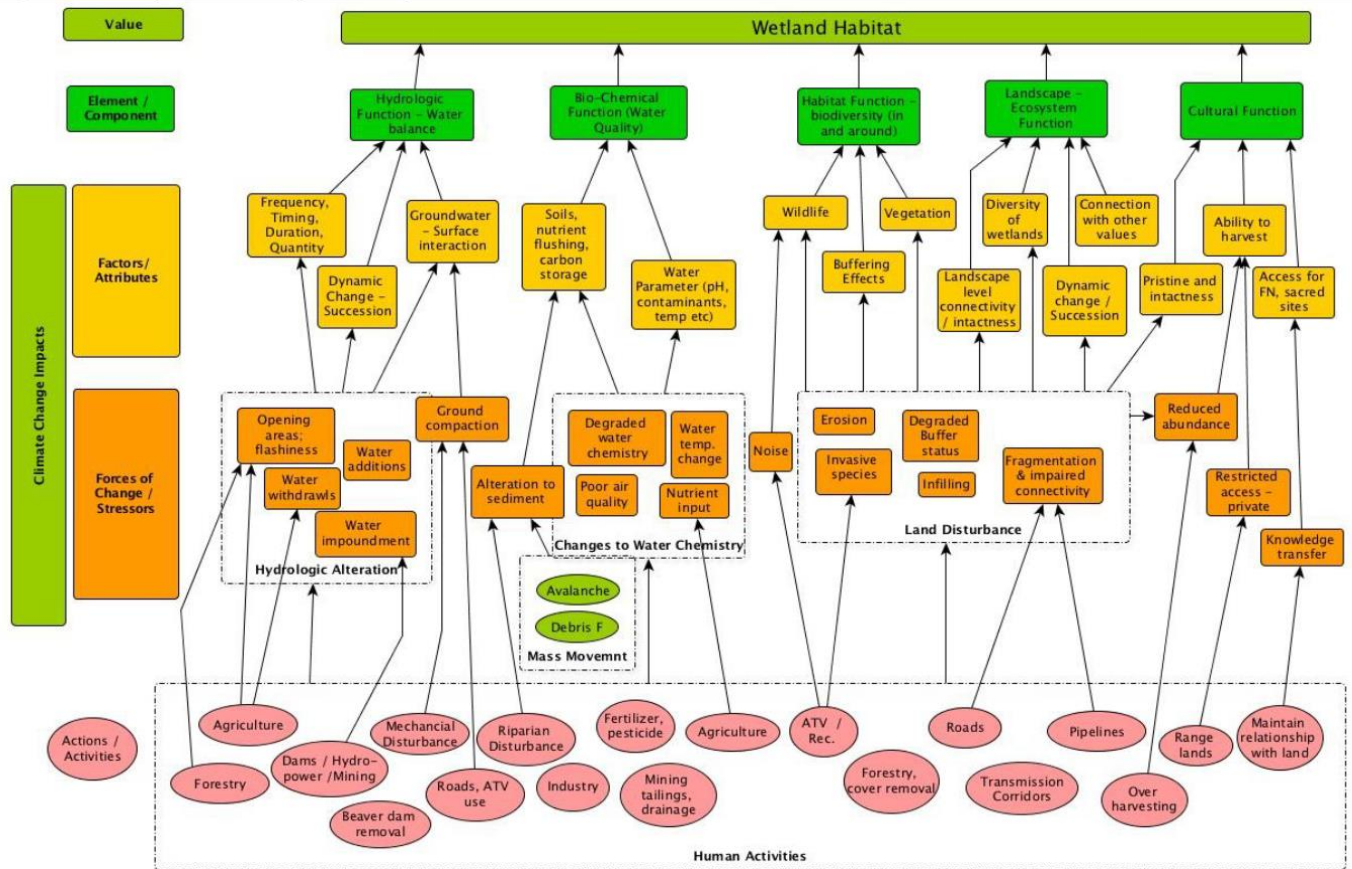 Value
Wetland Habitat
Element /
Component
Hydrologic
Function - Water
balance
Bio-Chemical
Function (Water
Quality)
Habitat Function -
biodiversity (in
and around)
Landscape -
Ecosystem
Function
Cultural Function
Climate Change Impacts
Factors/
Attributes
Frequency,
Timing,
Duration,
Quantity
Dynamic
Change -
Succession
Groundwater
- Surface
interaction
Soils,
nutrient
flushing,
carbon
storage
Water
Parameter (pH,
contaminants,
temp etc)
Wildlife
Buffering
Effects
Vegetation
Landscape
level
connectivity
/ intactness
Diversity
of
wetlands
Dynamic
change /
Succession
Connection
with other
values
Pristine and
intactness
Ability to
harvest
Access for
FN, sacred
sites
Forces of
Change /
Stressors
Opening
areas;
flashiness
Water
additions
Water
withdrawls
Water
impoundment
Hydrologic Alteration
Ground
compaction
Alteration to
sediment
Degraded
water
chemistry
Water
temp.
change
Poor air
quality
Nutrient
input
Changes to Water Chemistry
Avalanche
Debris F
Mass Movemnt
Noise
Erosion
Invasive
species
Degraded
Buffer
status
Infilling
Fragmentation
& impaired
connectivity
Land Disturbance
Reduced
abundance
Restricted
access -
private
Knowledge
transfer
Actions /
Activities
Agriculture
Forestry
Dams / Hydro-
power /Mining
Beaver dam
removal
Mechancial
Disturbance
Roads, ATV
use
Riparian
Disturbance
Industry
Fertilizer,
pesticide
Mining
tailings,
drainage
Agriculture
ATV /
Rec.
Forestry,
cover removal
Roads
Transmission
Corridors
Pipelines
Over
harvesting
Range
lands
Maintain
relationship
with land
Human Activities